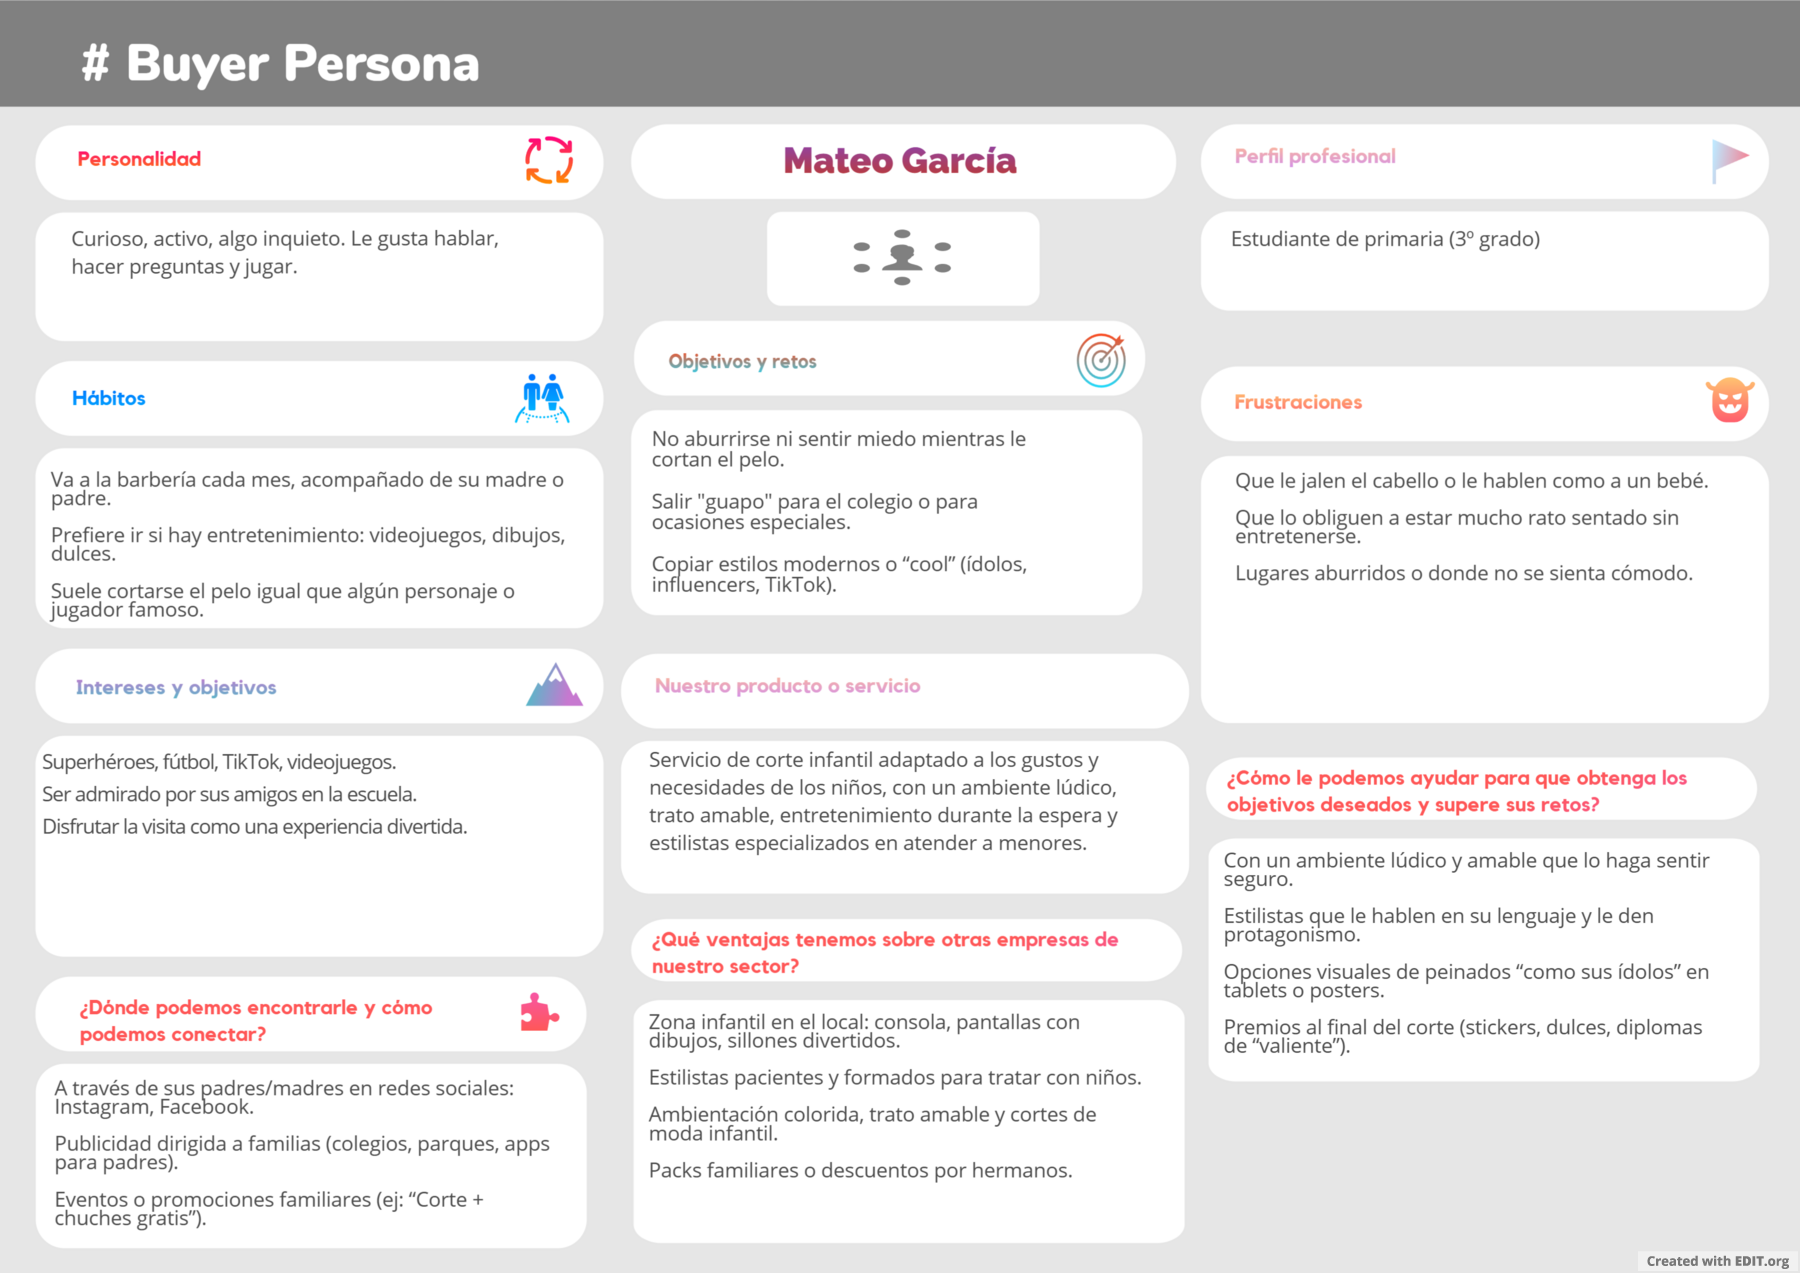 # Buyer Persona
Personalidad
Curioso, activo, algo inquieto. Le gusta hablar,
hacer preguntas y jugar.
Hábitos
Va a la barbería cada mes, acompañado de su madre o
padre.
Prefiere ir si hay entretenimiento: videojuegos, dibujos,
dulces.
Suele cortarse el pelo igual que algún personaje o
jugador famoso.
Intereses y objetivos
Superhéroes, fútbol, TikTok, videojuegos.
Ser admirado por sus amigos en la escuela.
Disfrutar la visita como una experiencia divertida.
¿Dónde podemos encontrarle y cómo
podemos conectar?
A través de sus padres/madres en redes sociales:
Instagram, Facebook.
Publicidad dirigida a familias (colegios, parques, apps
para padres).
Eventos o promociones familiares (ej: “Corte +
chuches gratis”).
Mateo García
Objetivos y retos
No aburrirse ni sentir miedo mientras le
cortan el pelo.
Salir "guapo" para el colegio o para
ocasiones especiales.
Copiar estilos modernos o “cool” (ídolos,
influencers, TikTok).
Nuestro producto o servicio
Servicio de corte infantil adaptado a los gustos y
necesidades de los niños, con un ambiente lúdico,
trato amable, entretenimiento durante la espera y
estilistas especializados en atender a menores.
¿Qué ventajas tenemos sobre otras empresas de
nuestro sector?
Zona infantil en el local: consola, pantallas con
dibujos, sillones divertidos.
Estilistas pacientes y formados para tratar con niños.
Ambientación colorida, trato amable y cortes de
moda infantil.
Packs familiares o descuentos por hermanos.
Perfil profesional
Estudiante de primaria (3º grado)
Frustraciones
Que le jalen el cabello o le hablen como a un bebé.
Que lo obliguen a estar mucho rato sentado sin
entretenerse.
Lugares aburridos o donde no se sienta cómodo.
¿Cómo le podemos ayudar para que obtenga los
objetivos deseados y supere sus retos?
Con un ambiente lúdico y amable que lo haga sentir
seguro.
Estilistas que le hablen en su lenguaje y le den
protagonismo.
Opciones visuales de peinados “como sus ídolos” en
tablets o posters.
Premios al final del corte (stickers, dulces, diplomas
de “valiente”).
Created with EDIT.org